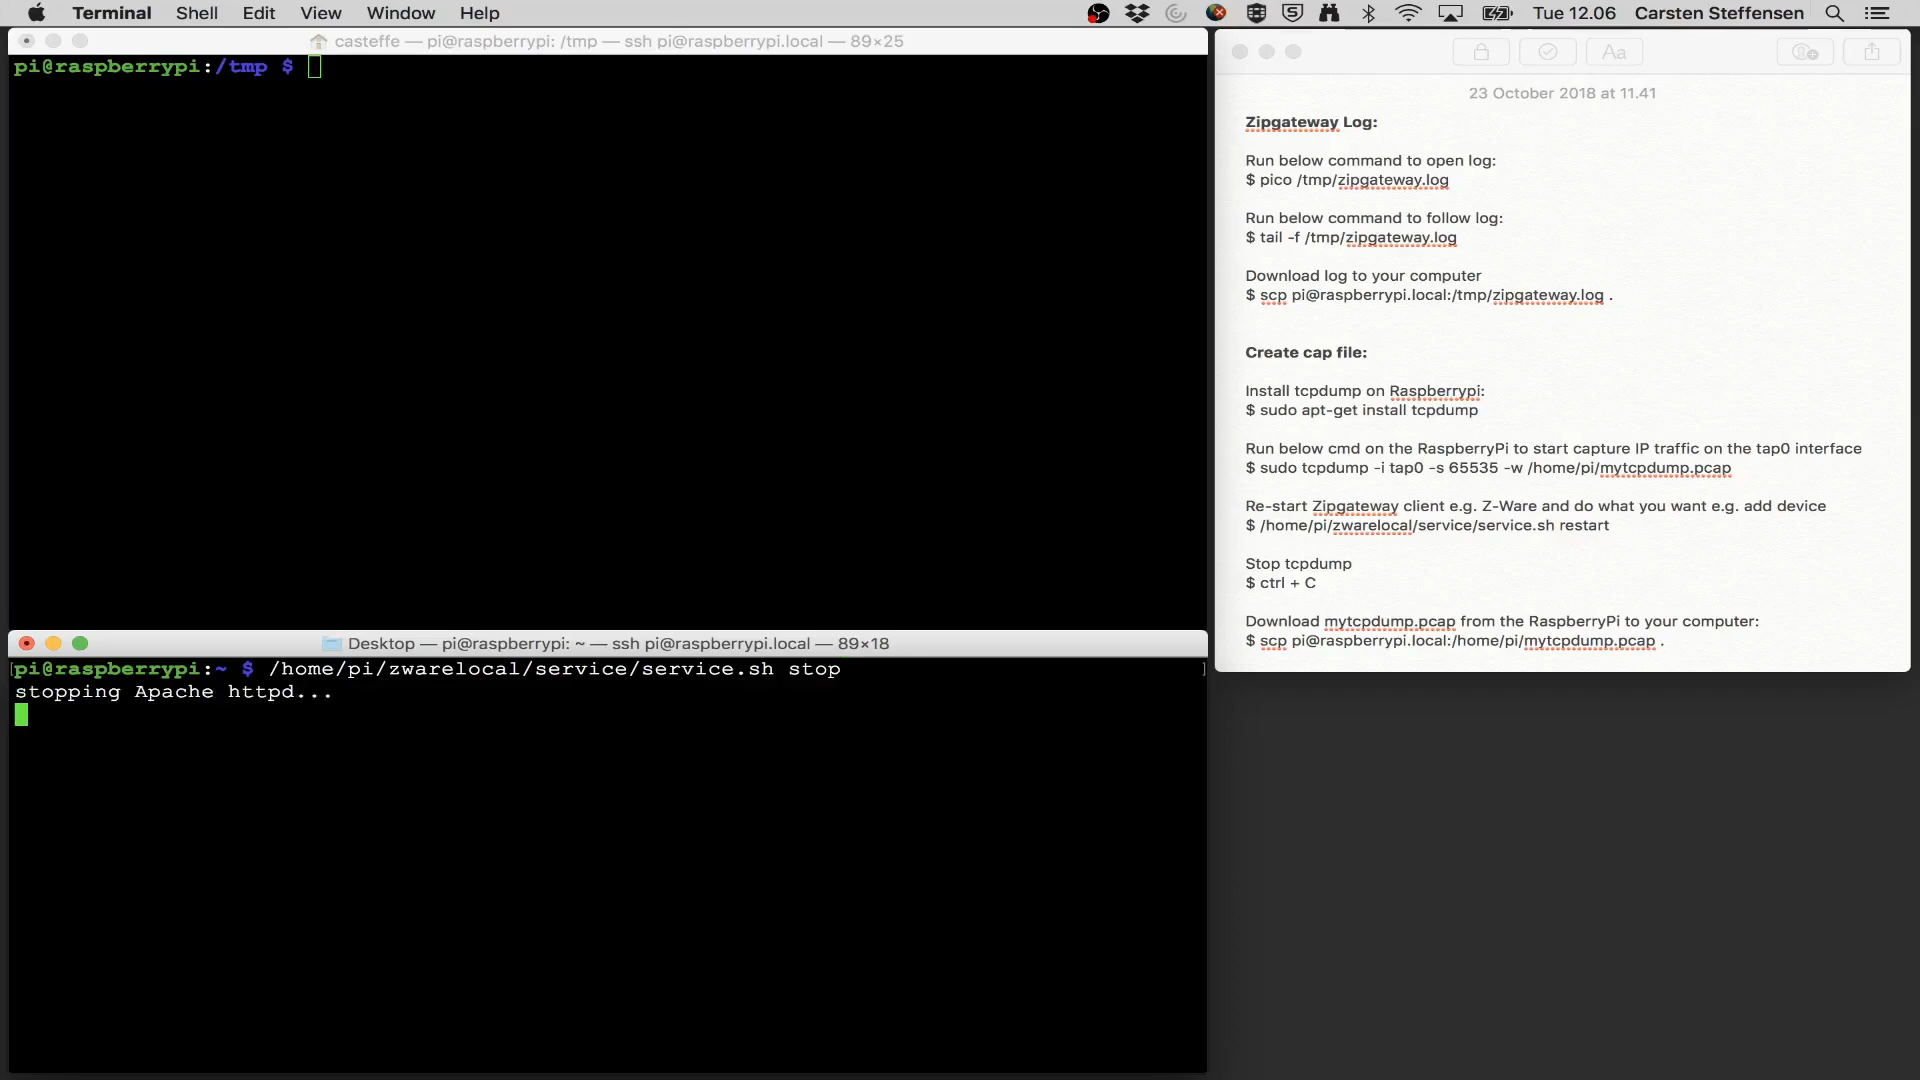 Terminal Shell Edit View Window Help Tue 12.06 Carsten Steffensen
casteffe — pi@raspberrypi: /tmp — ssh pi@raspberrypi.local — 89×25
pi@raspberrypi:/tmp $
Aa
23 October 2018 at 11.41
Zipgateway Log:
Run below command to open log:
$ pico /tmp/zipgateway.log
Run below command to follow log:
$ tail -f /tmp/zipgateway.log
Download log to your computer
$ scp pi@raspberrypi.local:/tmp/zipgateway.log .
Create cap file:
Install tcpdump on Raspberrypi:
$ sudo apt-get install tcpdump
Run below cmd on the RaspberryPi to start capture IP traffic on the tap0 interface
$ sudo tcpdump -i tap0 -s 65535 -w /home/pi/mytcpdump.pcap
Re-start Zipgateway client e.g. Z-Ware and do what you want e.g. add device
$ /home/pi/zwarelocal/service/service.sh restart
Stop tcpdump
$ ctrl + C
Download mytcpdump.pcap from the RaspberryPi to your computer:
$ scp pi@raspberrypi.local:/home/pi/mytcpdump.pcap .
Desktop — pi@raspberrypi: ~ — ssh pi@raspberrypi.local — 89×18
[pi@raspberrypi:~ $ /home/pi/zwarelocal/service/service.sh stop ]
stopping Apache httpd...